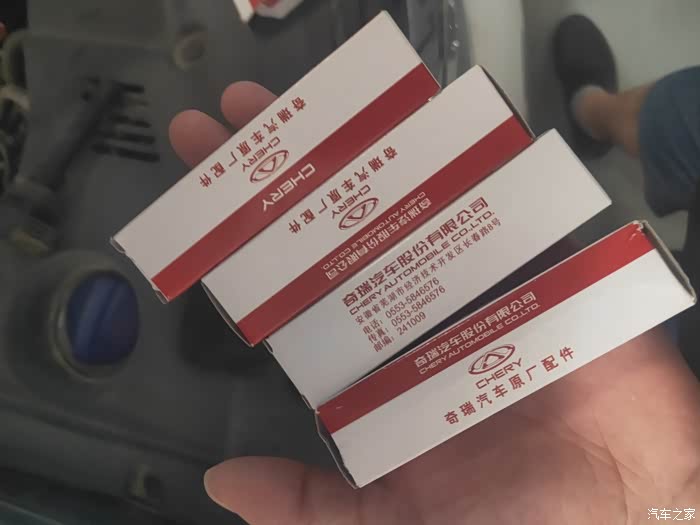 奇瑞汽车原厂配件
CHERY
CHERY
奇瑞汽车原厂配件
CHERY
奇瑞汽车股份有限公司
CHERY AUTOMOBILE CO.,LTD.
奇瑞汽车股份有限公司
CHERY AUTOMOBILE CO.,LTD.
安徽省芜湖市经济技术开发区长春路8号
电话: 0553-5846576
传真: 0553-5846576
邮编: 241009
奇瑞汽车股份有限公司
CHERY AUTOMOBILE CO.,LTD.
CHERY
奇瑞汽车原厂配件
汽车之家